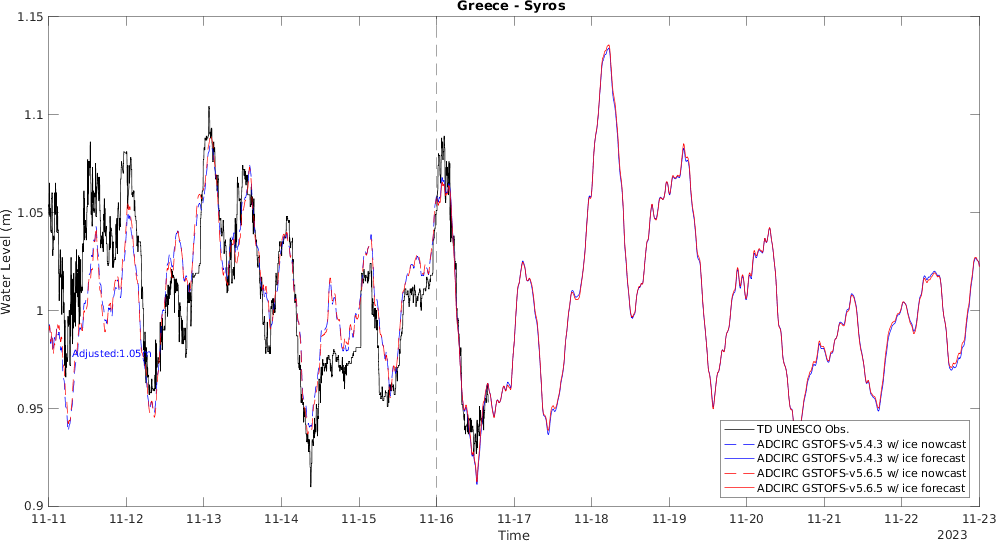 Greece - Syros
1.15
1.1
1.05
1
0.95
0.9
Water Level (m)
Adjusted:1.05m
TD UNESCO Obs.
ADCIRC GSTOFS-v5.4.3 w/ ice nowcast
ADCIRC GSTOFS-v5.4.3 w/ ice forecast
ADCIRC GSTOFS-v5.6.5 w/ ice nowcast
ADCIRC GSTOFS-v5.6.5 w/ ice forecast
11-11 11-12 11-13 11-14 11-15 11-16 11-17 11-18 11-19 11-20 11-21 11-22 11-23
Time
2023